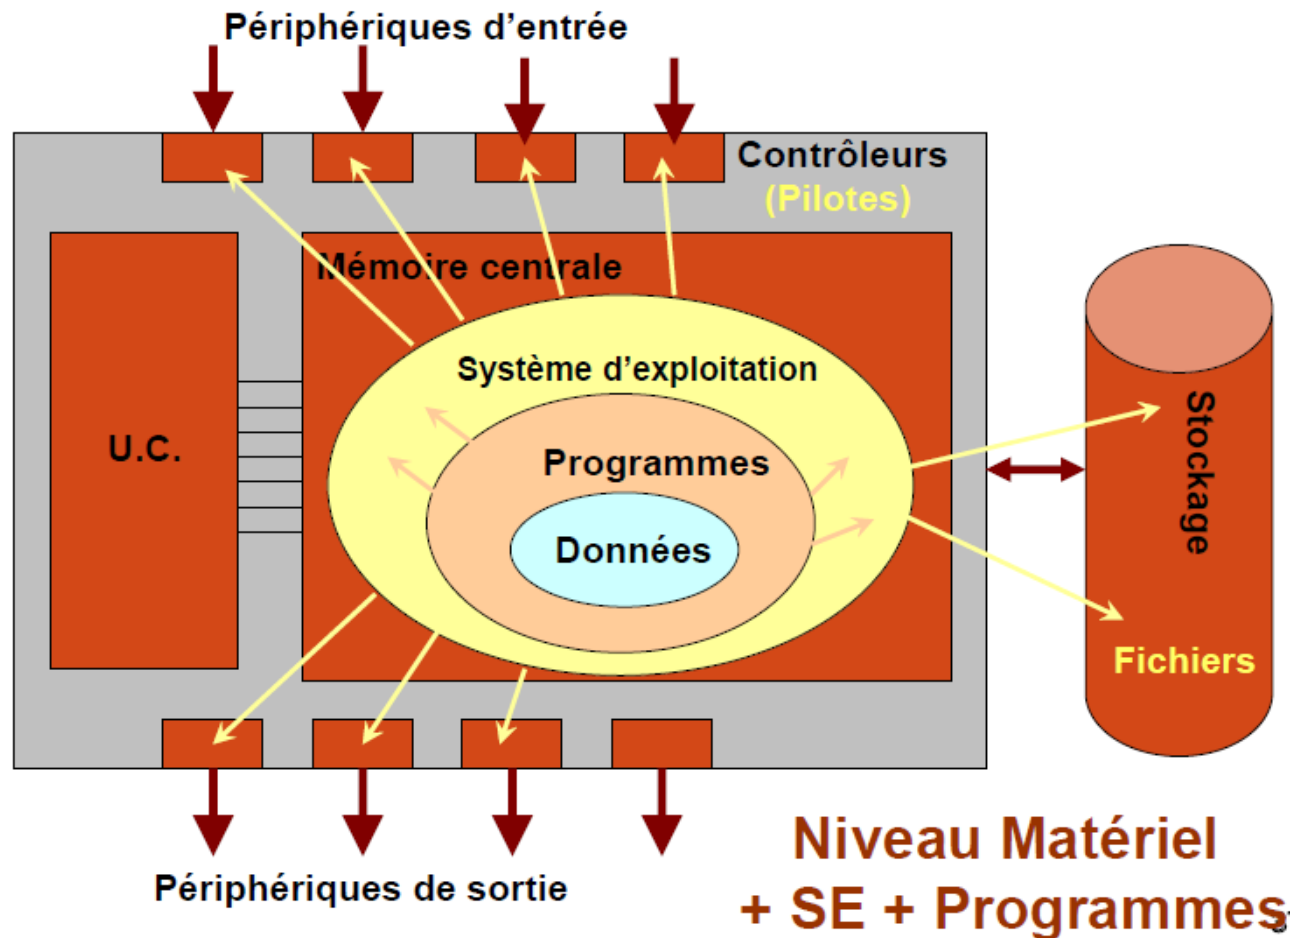 Périphériques d'entrée
Contrôleurs
(Pilotes)
Mémoire centrale
Système d'exploitation
U.C.
Programmes
Données
Stockage
Fichiers
Périphériques de sortie
Niveau Matériel
+ SE + Programmes